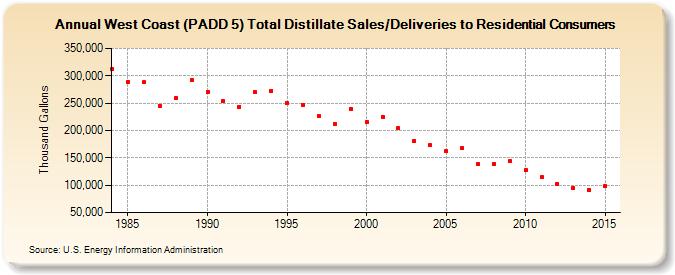 Annual West Coast (PADD 5) Total Distillate Sales/Deliveries to Residential Consumers
Thousand Gallons
350,000
300,000
250,000
200,000
150,000
100,000
50,000
1985 1990 1995 2000 2005 2010 2015
Source: U.S. Energy Information Administration